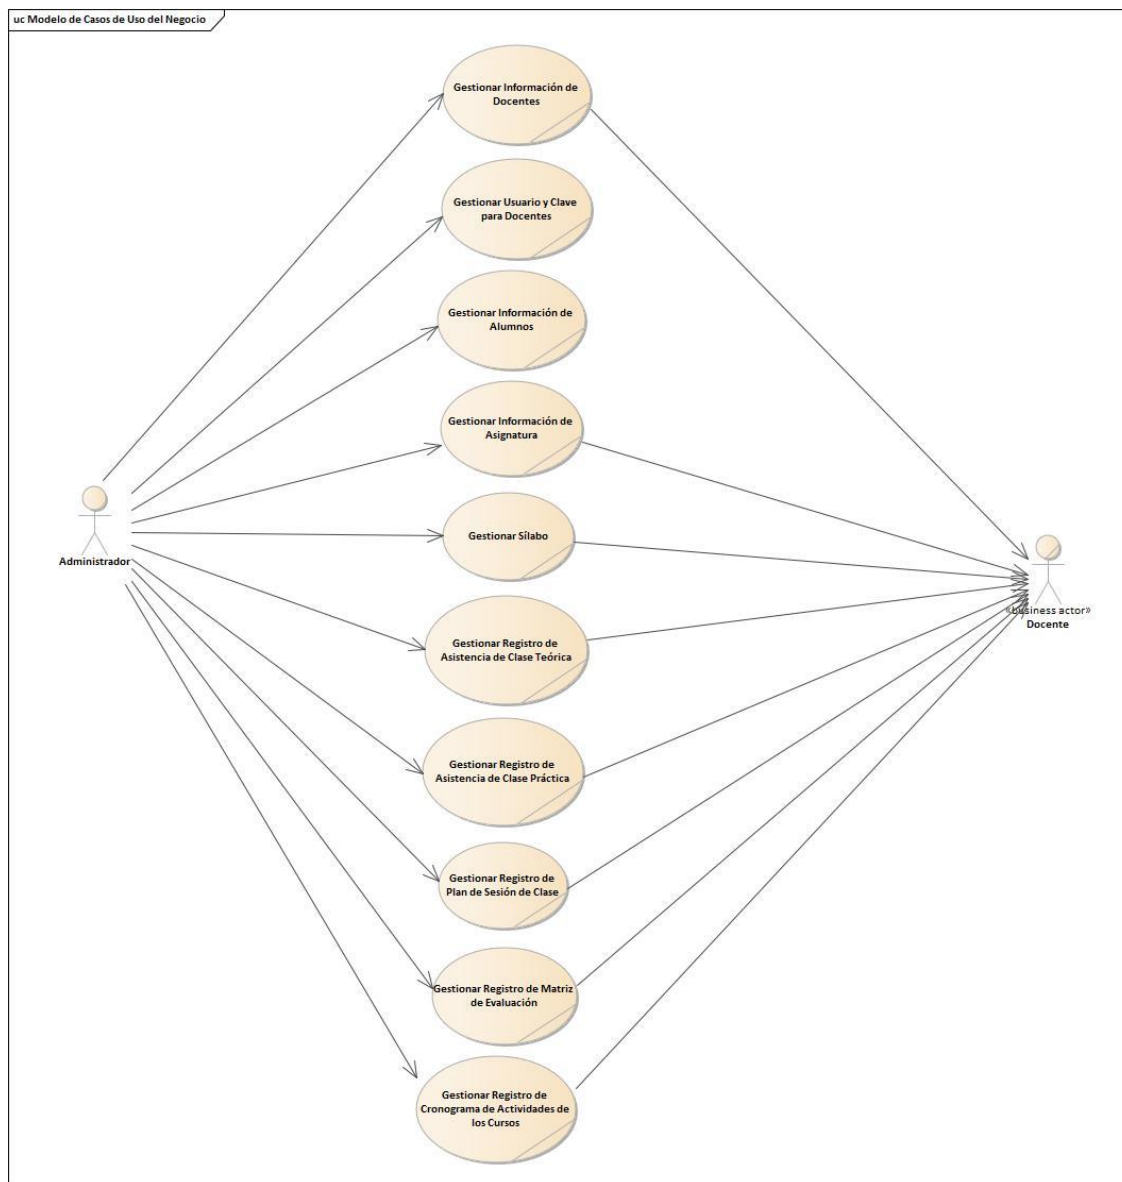 uc Modelo de Casos de Uso del Negocio
Gestionar Información de
Docentes
Gestionar Usuario y Clave
para Docentes
Gestionar Información de
Alumnos
Gestionar Información de
Asignatura
Gestionar Sílabo
Administrador
«business actor»
Docente
Gestionar Registro de
Asistencia de Clase Teórica
Gestionar Registro de
Asistencia de Clase Práctica
Gestionar Registro de
Plan de Sesión de Clase
Gestionar Registro de Matriz
de Evaluación
Gestionar Registro de
Cronograma de Actividades de
los Cursos